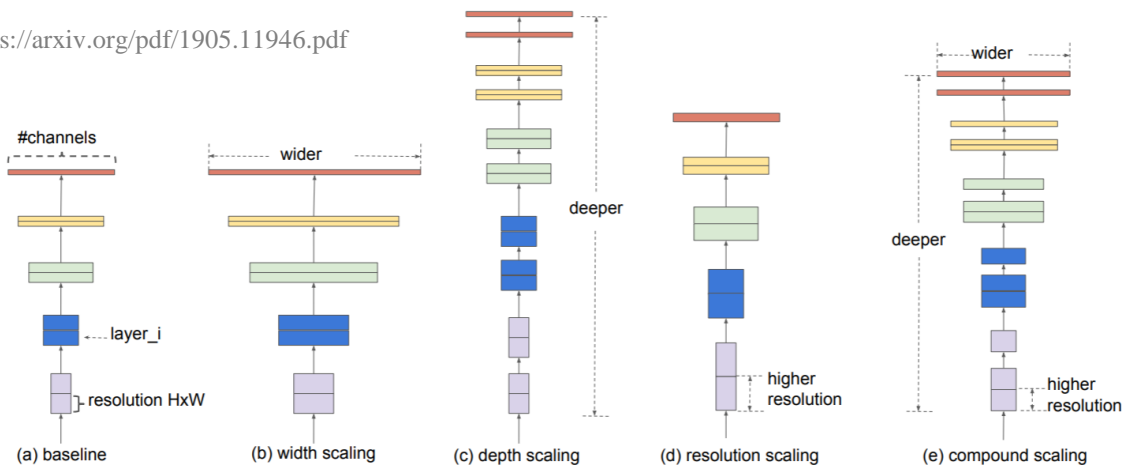 s://arxiv.org/pdf/1905.11946.pdf
#channels
layer_i
resolution HxW
(a) baseline
wider
(b) width scaling
deeper
(c) depth scaling
higher
resolution
(d) resolution scaling
wider
deeper
higher
resolution
(e) compound scaling